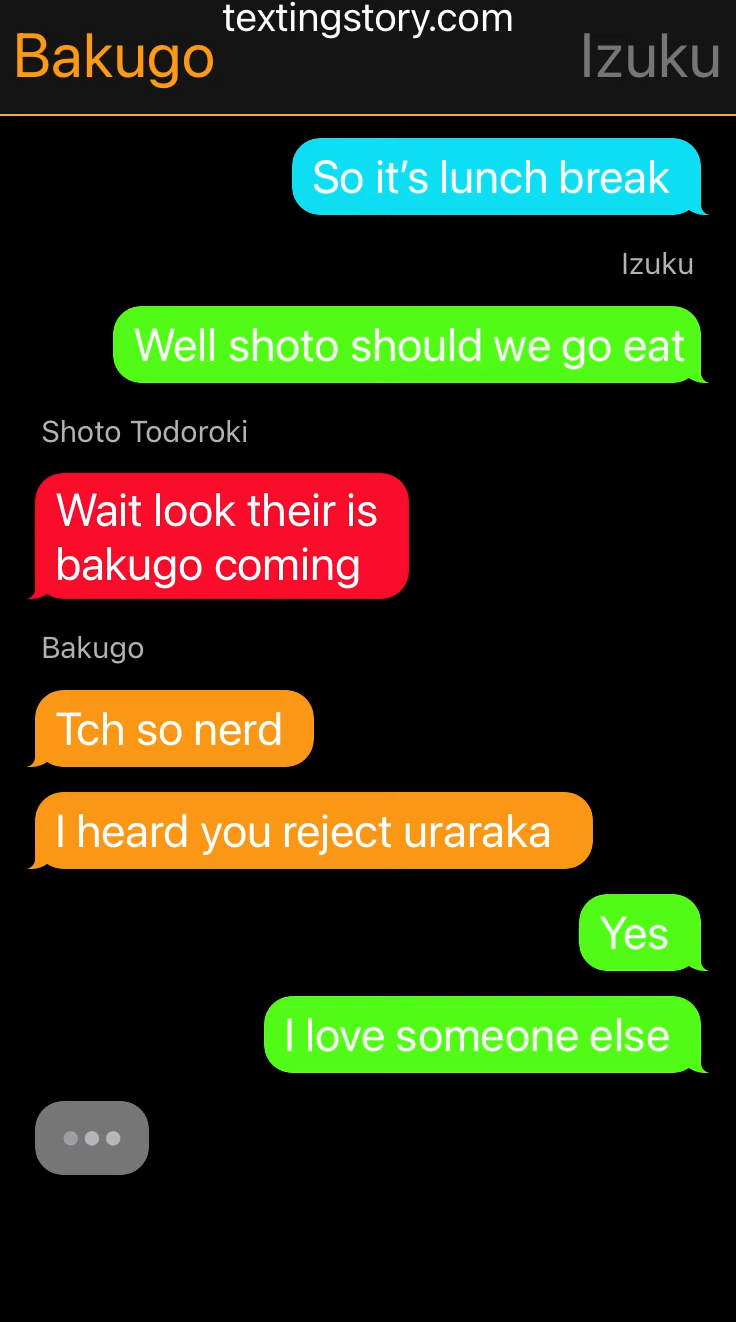 textingstory.com
Bakugo
Izuku
So it’s lunch break
Izuku
Well shoto should we go eat
Shoto Todoroki
Wait look their is
bakugo coming
Bakugo
Tch so nerd
I heard you reject uraraka
Yes
I love someone else